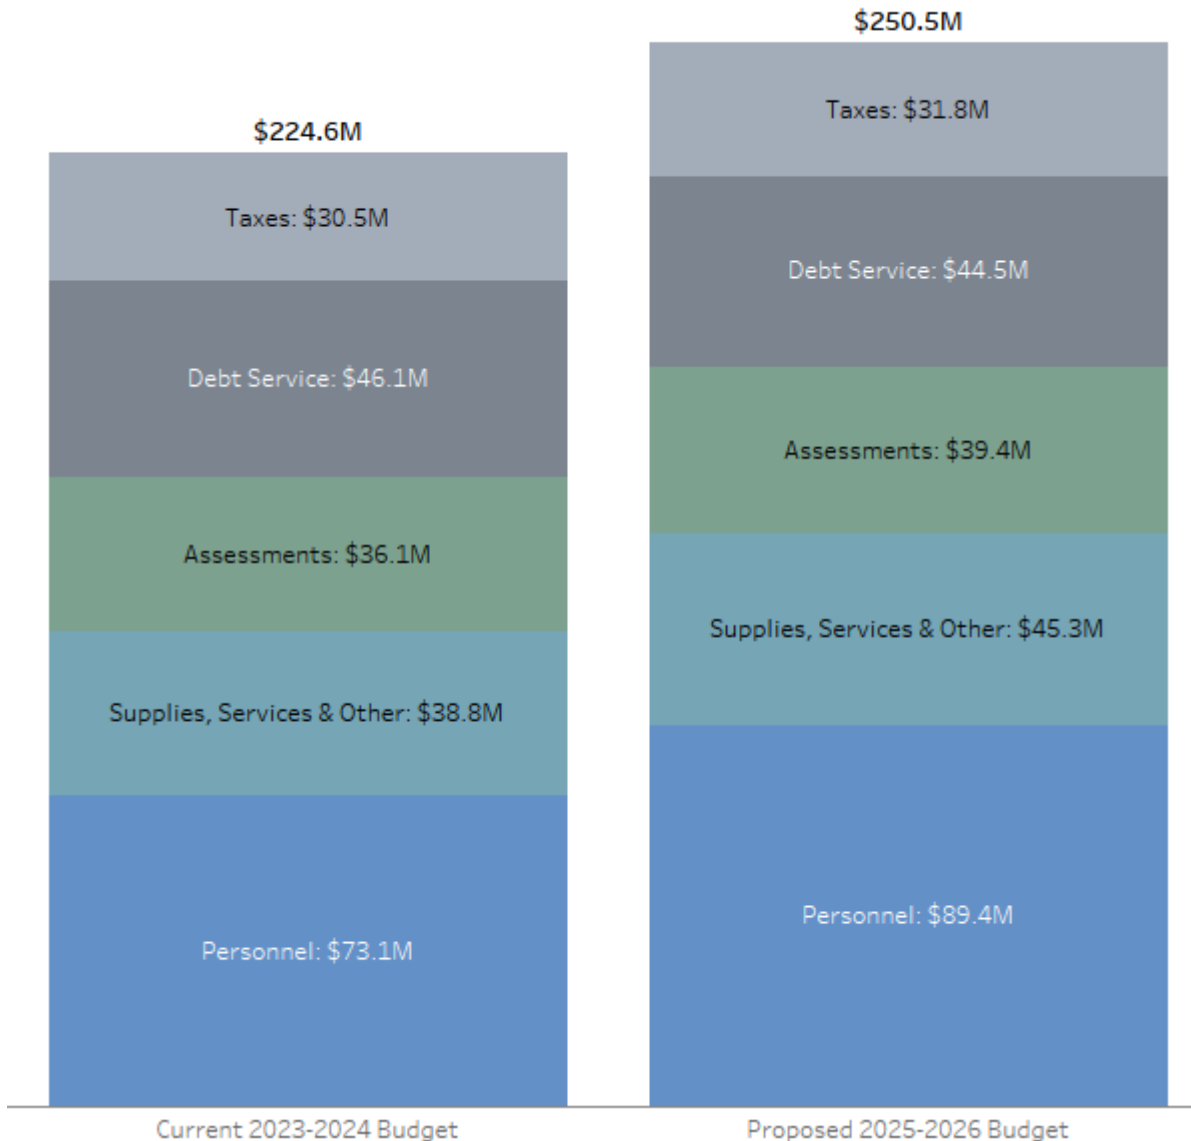 $224.6M
Taxes: $30.5M
Debt Service: $46.1M
Assessments: $36.1M
Supplies, Services & Other: $38.8M
Personnel: $73.1M
Current 2023-2024 Budget
$250.5M
Taxes: $31.8M
Debt Service: $44.5M
Assessments: $39.4M
Supplies, Services & Other: $45.3M
Personnel: $89.4M
Proposed 2025-2026 Budget